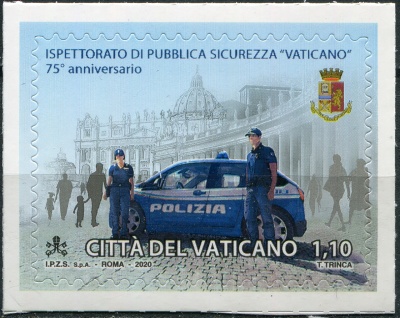 ISPETTORATO DI PUBBLICA SICUREZZA "VATICANO"
75° anniversario
POLIZIA
CITTÀ DEL VATICANO 1,10
I.P.Z.S. S.p.A. - ROMA - 2020
T. TRINCA